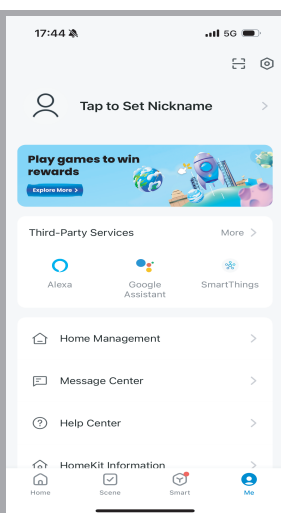 17:44
5G
Tap to Set Nickname
Play games to win
rewards
Explore More >
Third-Party Services
More >
Alexa
Google
Assistant
SmartThings
Home Management
Message Center
Help Center
HomeKit Information
Home
Scene
Smart
Me